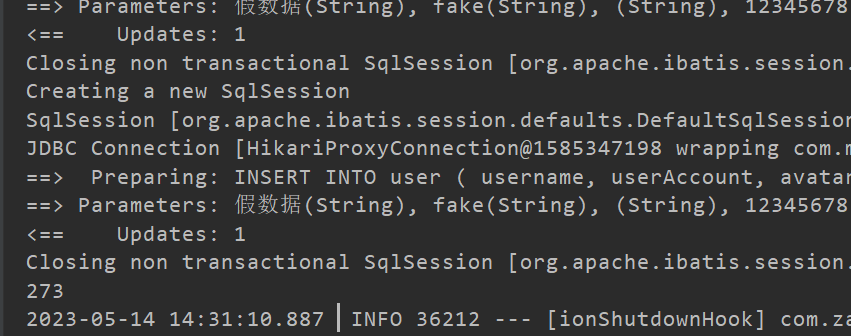 ==> Parameters: 假数据(String), fake(String), (String), 12345678
<==    Updates: 1
Closing non transactional SqlSession [org.apache.ibatis.session.
Creating a new SqlSession
SqlSession [org.apache.ibatis.session.defaults.DefaultSqlSession
JDBC Connection [HikariProxyConnection@1585347198 wrapping com.m
==>  Preparing: INSERT INTO user ( username, userAccount, avatar
==> Parameters: 假数据(String), fake(String), (String), 12345678
<==    Updates: 1
Closing non transactional SqlSession [org.apache.ibatis.session.
273
2023-05-14 14:31:10.887  INFO 36212 --- [ionShutdownHook] com.za